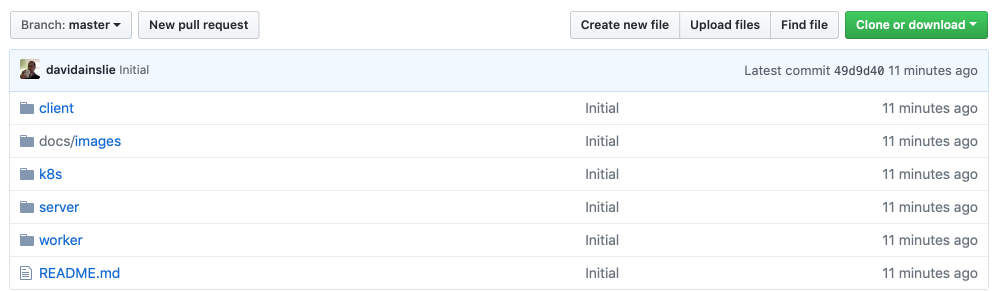 Branch: master New pull request Create new file Upload files Find file Clone or download
davidainslie Initial Latest commit 49d9d40 11 minutes ago
client Initial 11 minutes ago
docs/images Initial 11 minutes ago
k8s Initial 11 minutes ago
server Initial 11 minutes ago
worker Initial 11 minutes ago
README.md Initial 11 minutes ago